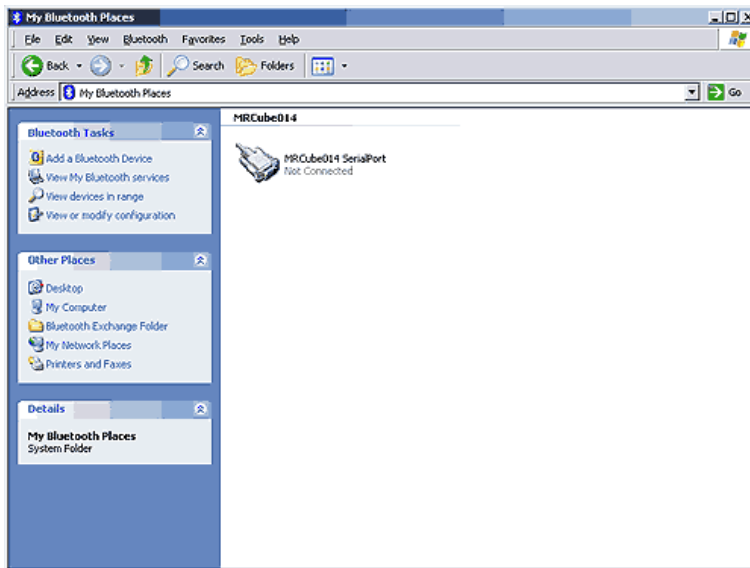 My Bluetooth Places
File Edit View Bluetooth Favorites Tools Help
Back Search Folders
Address My Bluetooth Places Go
Bluetooth Tasks
Add a Bluetooth Device
View My Bluetooth services
View devices in range
View or modify configuration
Other Places
Desktop
My Computer
Bluetooth Exchange Folder
My Network Places
Printers and Faxes
Details
My Bluetooth Places
System Folder
MRCube014
MRCube014 SerialPort
Not Connected